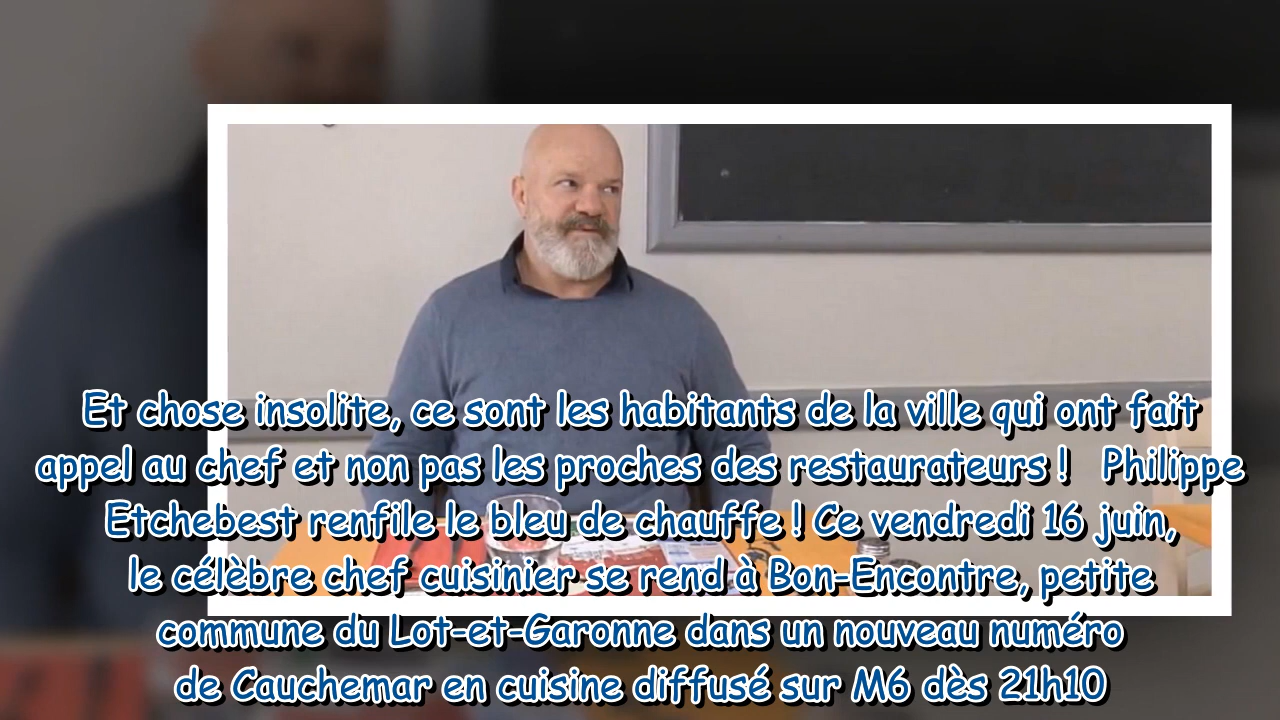 Et chose insolite, ce sont les habitants de la ville qui ont fait
appel au chef et non pas les proches des restaurateurs !   Philippe
Etchebest renfile le bleu de chauffe ! Ce vendredi 16 juin,
le célèbre chef cuisinier se rend à Bon-Encontre, petite
commune du Lot-et-Garonne dans un nouveau numéro
de Cauchemar en cuisine diffusé sur M6 dès 21h10